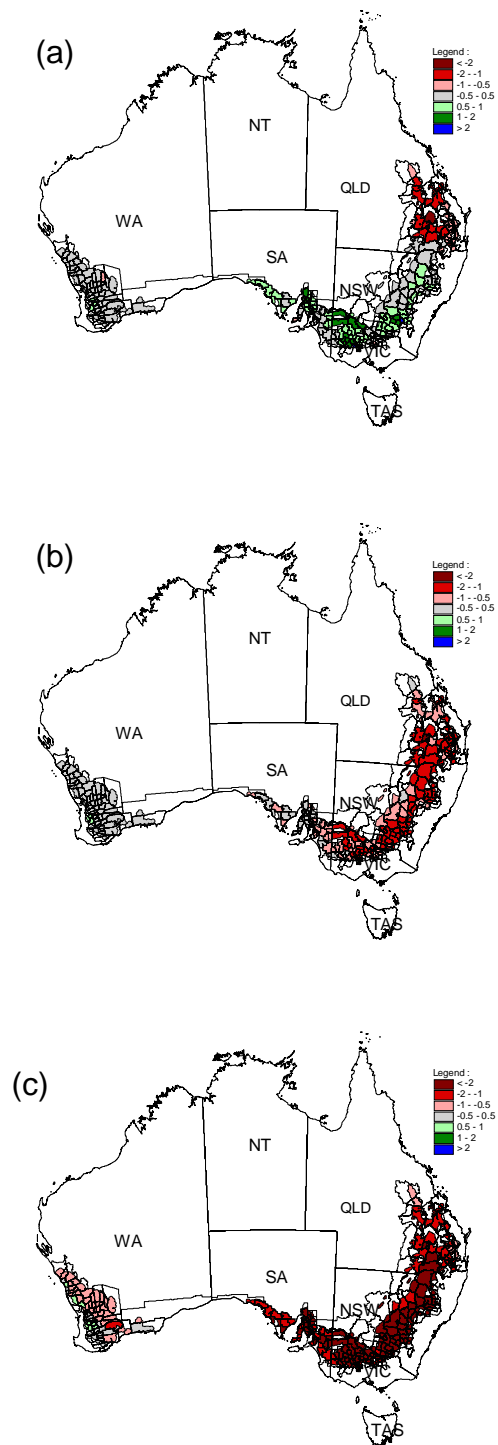 (a)
Legend :
< -2
-2 - -1
-1 - -0.5
-0.5 - 0.5
0.5 - 1
1 - 2
> 2
NT
QLD
WA
SA
NSW
VIC
TAS
(b)
Legend :
< -2
-2 - -1
-1 - -0.5
-0.5 - 0.5
0.5 - 1
1 - 2
> 2
NT
QLD
WA
SA
NSW
VIC
TAS
(c)
Legend :
< -2
-2 - -1
-1 - -0.5
-0.5 - 0.5
0.5 - 1
1 - 2
> 2
NT
QLD
WA
SA
NSW
VIC
TAS